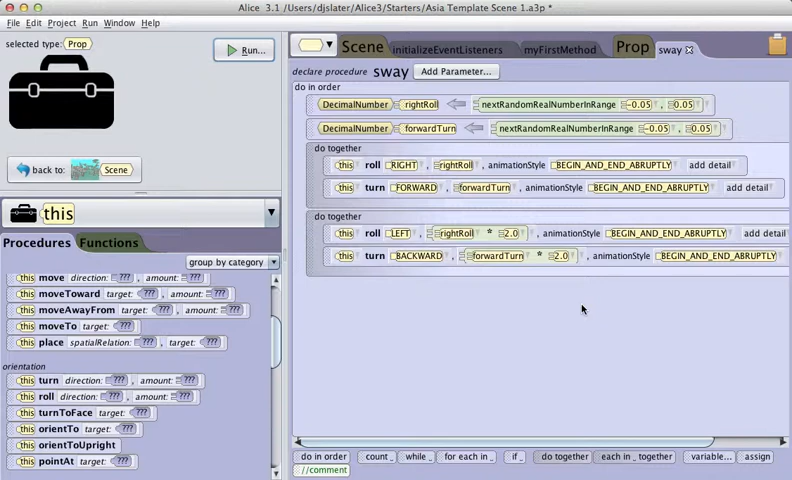 Alice 3.1 /Users/djslater/Alice3/Starters/Asia Template Scene 1.a3p *
File Edit Project Run Window Help
selected type: Prop
Run...
back to: Scene
this
Procedures Functions
group by category
this move direction: ??? , amount: ???
this moveToward target: ??? , amount: ???
this moveAwayFrom target: ??? , amount: ???
this moveTo target: ???
this place spatialRelation: ??? , target: ???
orientation
this turn direction: ??? , amount: ???
this roll direction: ??? , amount: ???
this turnToFace target: ???
this orientTo target: ???
this orientToUpright
this pointAt target: ???
Scene initializeEventListeners myFirstMethod Prop sway
declare procedure sway Add Parameter...
do in order
DecimalNumber rightRoll nextRandomRealNumberInRange -0.05 , 0.05
DecimalNumber forwardTurn nextRandomRealNumberInRange -0.05 , 0.05
do together
this roll RIGHT , rightRoll , animationStyle BEGIN_AND_END_ABRUPTLY add detail
this turn FORWARD , forwardTurn , animationStyle BEGIN_AND_END_ABRUPTLY add detail
do together
this roll LEFT , rightRoll * 2.0 , animationStyle BEGIN_AND_END_ABRUPTLY add detail
this turn BACKWARD , forwardTurn * 2.0 , animationStyle BEGIN_AND_END_ABRUPTLY
do in order count _ while _ for each in _ if _ do together each in _ together variable... assign
//comment